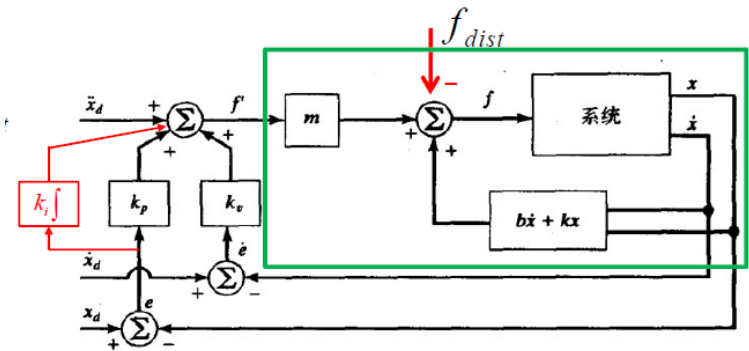 f_dist
−
ẍ_d + Σ f' m + Σ f 系统 x
+ + + + ẋ
k_i∫ k_p k_v bẋ + kx
ė
ẋ_d + Σ −
e
x_d + Σ −